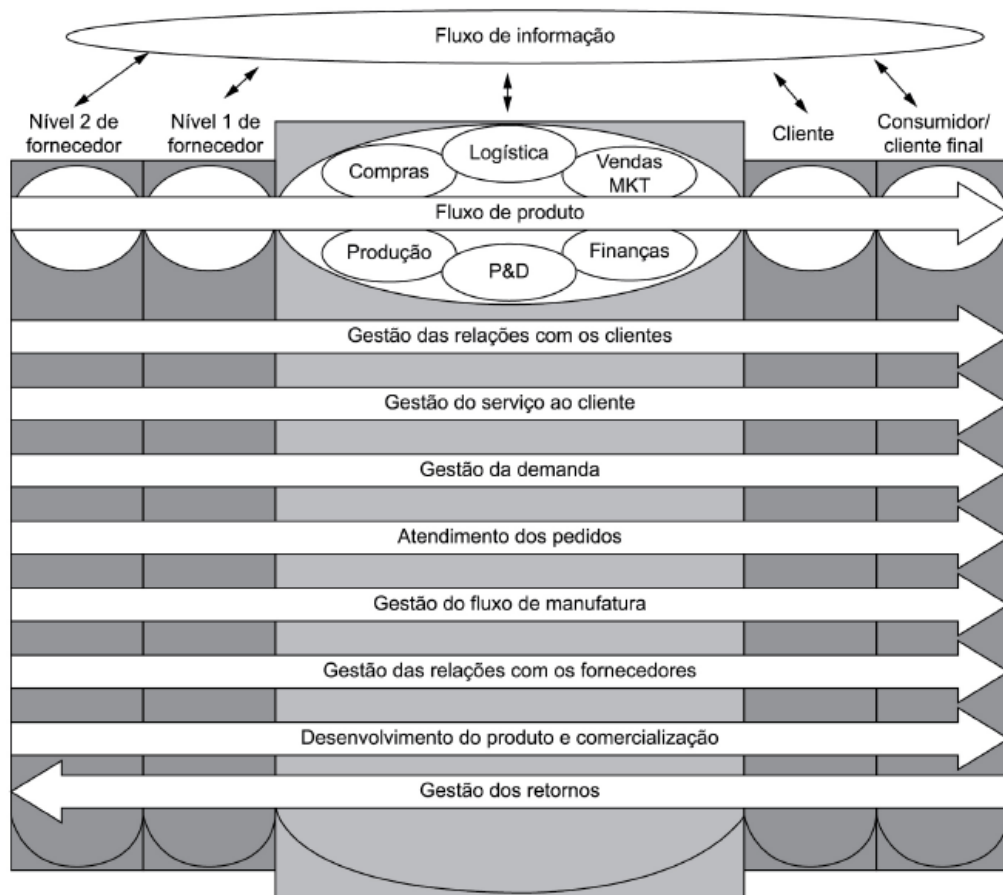 Fluxo de informação
Nível 2 de
fornecedor
Nível 1 de
fornecedor
Cliente
Consumidor/
cliente final
Logística
Compras
Vendas
MKT
Fluxo de produto
Produção
P&D
Finanças
Gestão das relações com os clientes
Gestão do serviço ao cliente
Gestão da demanda
Atendimento dos pedidos
Gestão do fluxo de manufatura
Gestão das relações com os fornecedores
Desenvolvimento do produto e comercialização
Gestão dos retornos